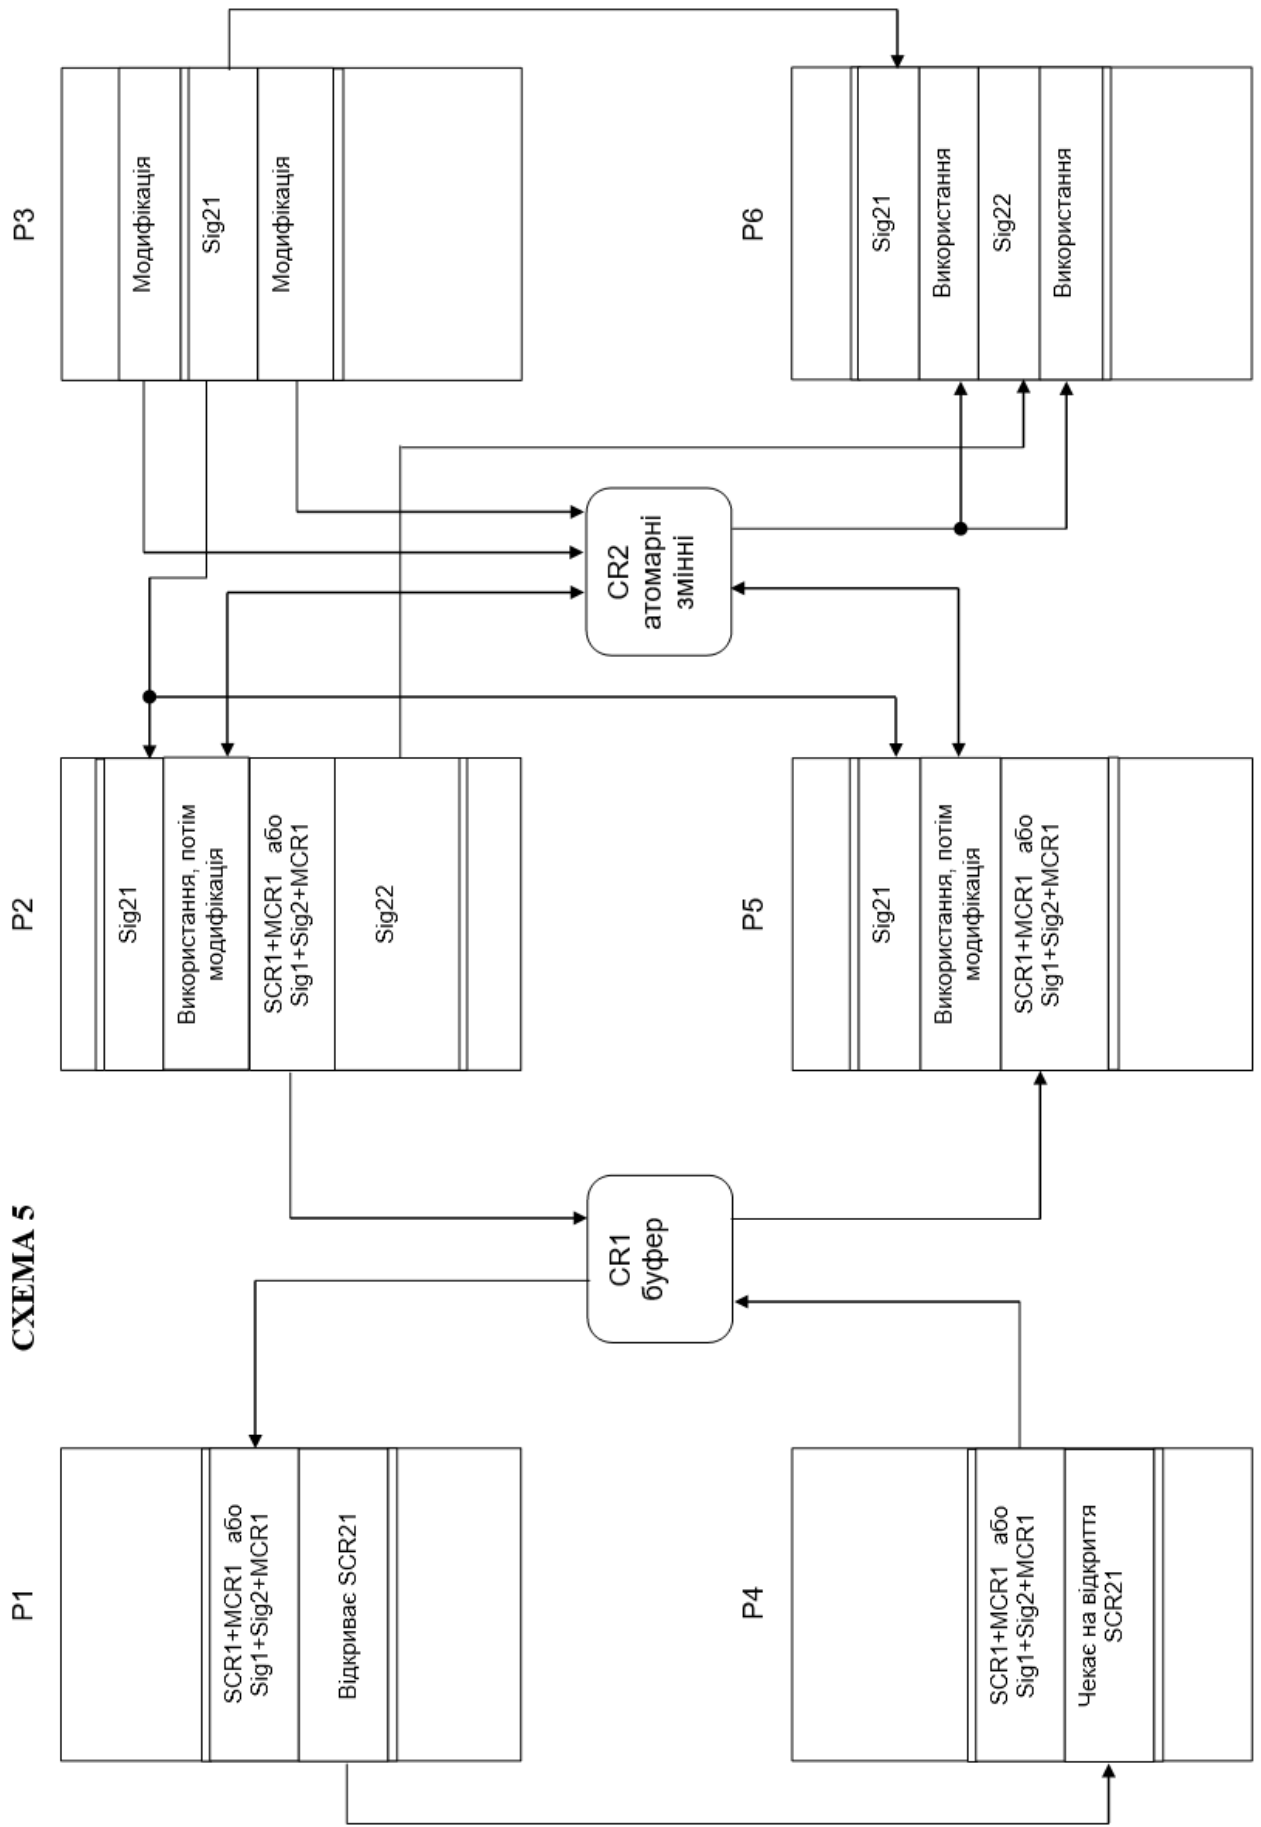 СХЕМА 5
P1
SCR1+MCR1 або
Sig1+Sig2+MCR1
Відкриває SCR21
P2
Sig21
Використання, потім
модифікація
SCR1+MCR1 або
Sig1+Sig2+MCR1
Sig22
P3
Модифікація
Sig21
Модифікація
CR1
буфер
CR2
атомарні
змінні
P4
SCR1+MCR1 або
Sig1+Sig2+MCR1
Чекає на відкриття
SCR21
P5
Sig21
Використання, потім
модифікація
SCR1+MCR1 або
Sig1+Sig2+MCR1
P6
Sig21
Використання
Sig22
Використання